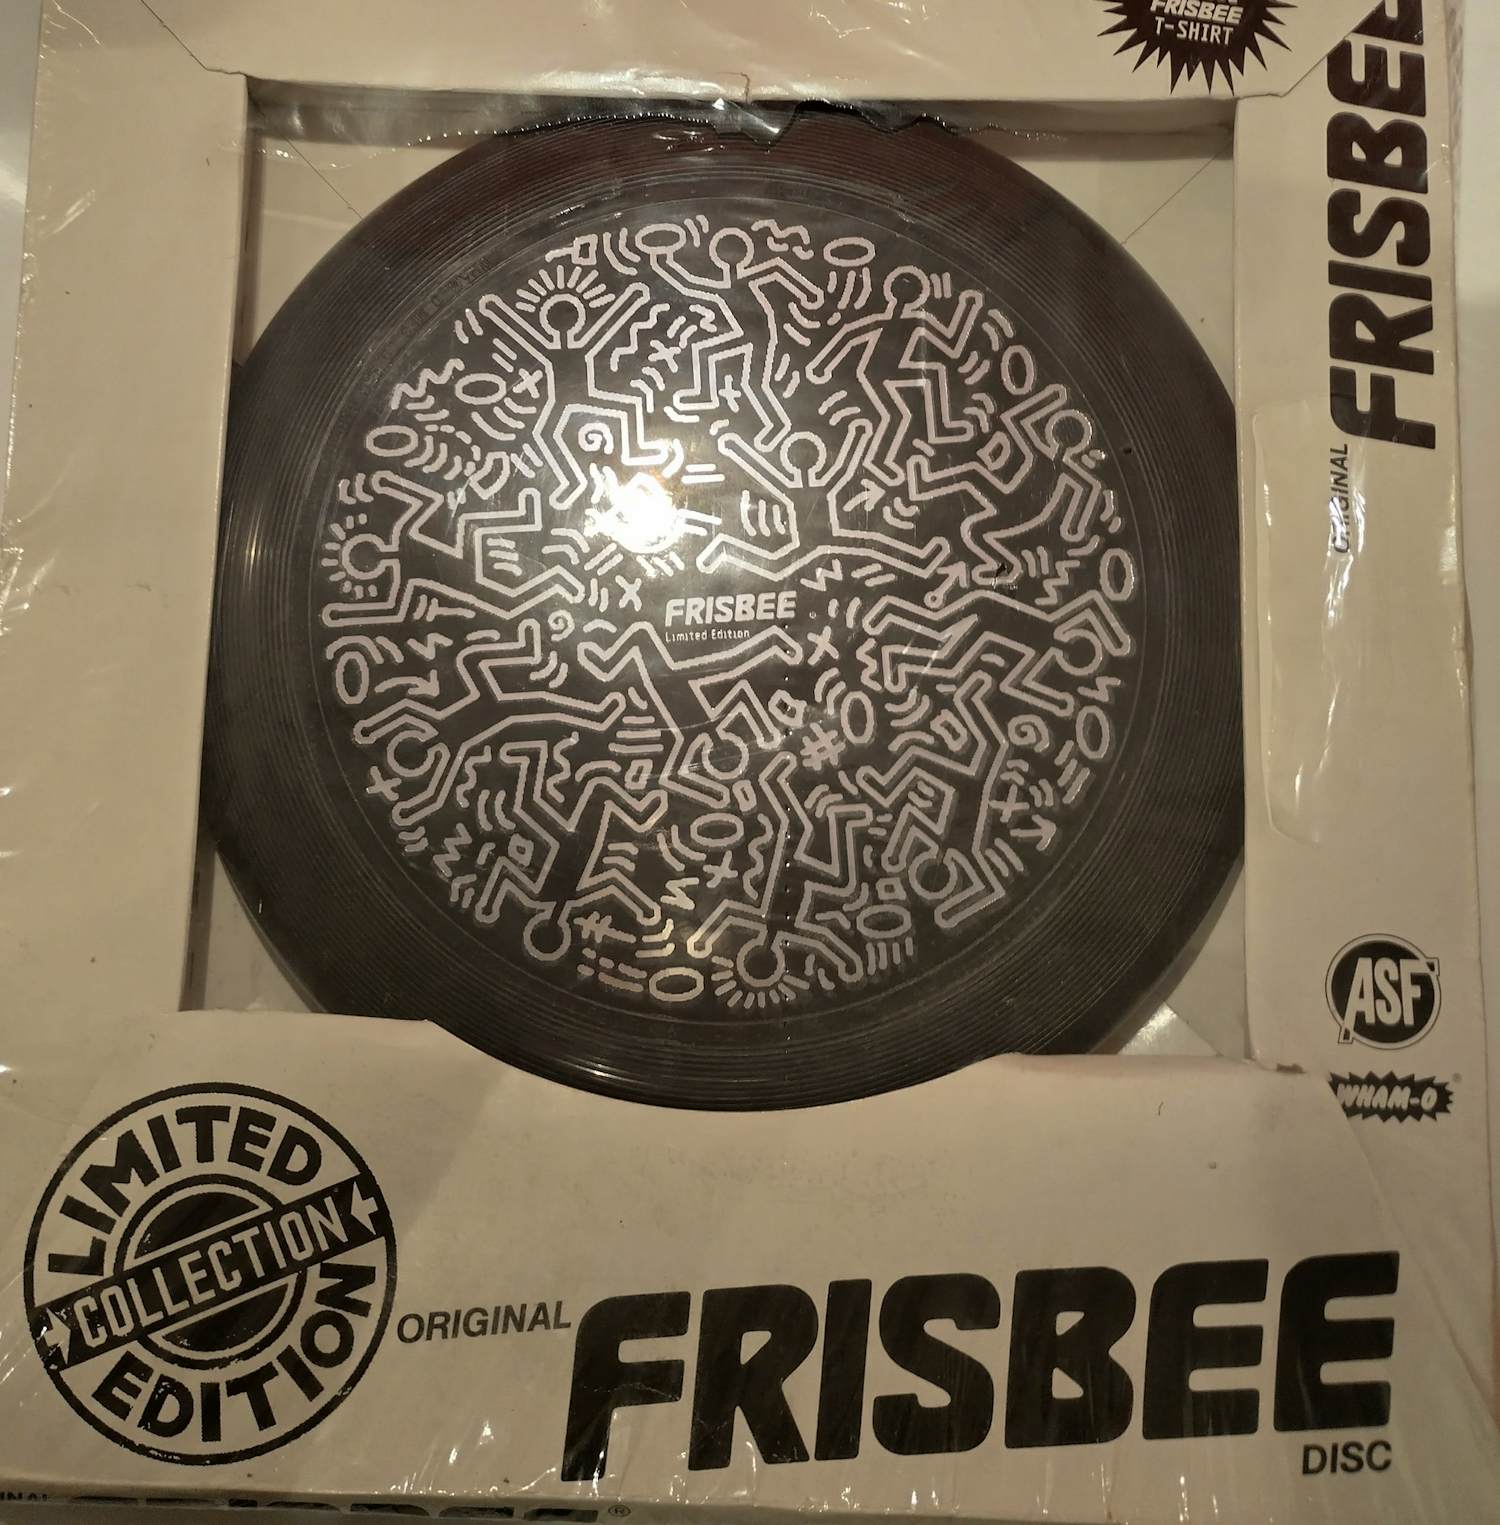 FRISBEE
T-SHIRT
ORIGINAL FRISBEE
FRISBEE
Limited Edition
ASF
WHAM-O
LIMITED
COLLECTION
EDITION
ORIGINAL FRISBEE
DISC